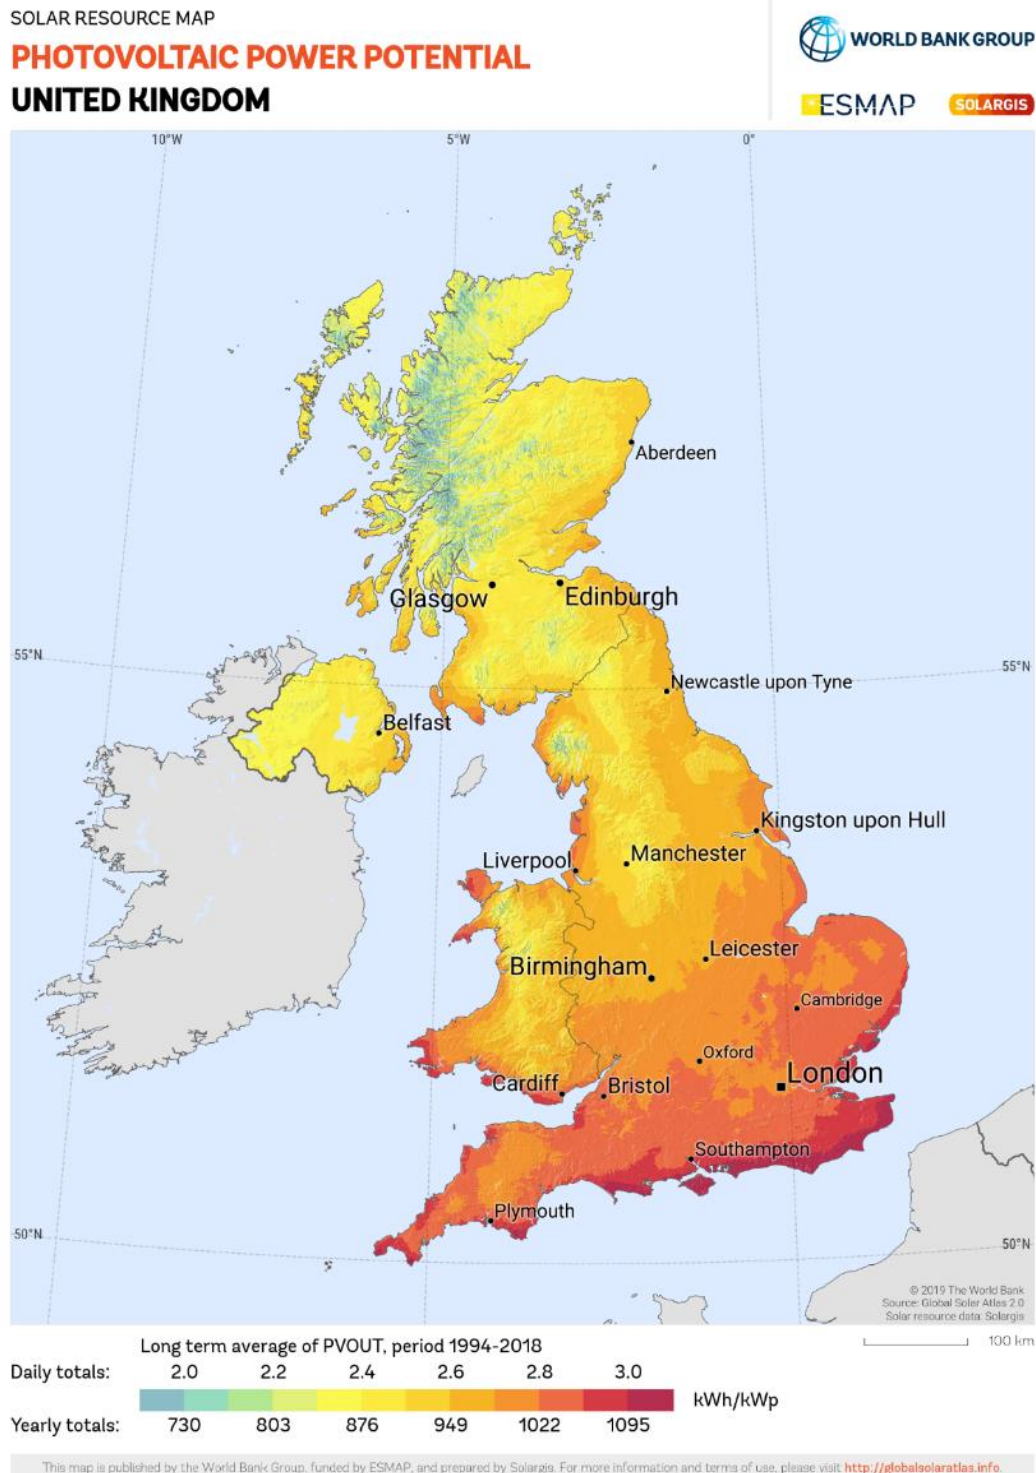 SOLAR RESOURCE MAP
PHOTOVOLTAIC POWER POTENTIAL
UNITED KINGDOM
WORLD BANK GROUP
ESMAP
SOLARGIS
10°W 5°W 0°
Aberdeen
Glasgow
Edinburgh
55°N
55°N
Newcastle upon Tyne
Belfast
Kingston upon Hull
Liverpool
Manchester
Leicester
Birmingham
Cambridge
Oxford
London
Cardiff
Bristol
Southampton
Plymouth
50°N
50°N
© 2019 The World Bank
Source: Global Solar Atlas 2.0
Solar resource data: Solargis
100 km
Long term average of PVOUT, period 1994-2018
Daily totals: 2.0 2.2 2.4 2.6 2.8 3.0
kWh/kWp
Yearly totals: 730 803 876 949 1022 1095
This map is published by the World Bank Group, funded by ESMAP, and prepared by Solargis. For more information and terms of use, please visit http://globalsolaratlas.info.